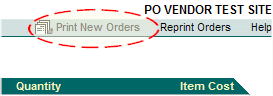 PO VENDOR TEST SITE
Print New Orders Reprint Orders Help
Quantity Item Cost